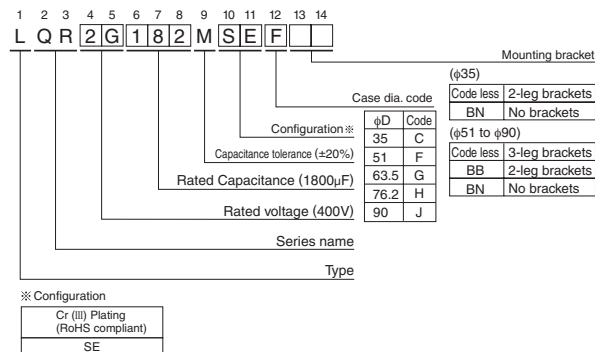 1 2 3 4 5 6 7 8 9 10 11 12 13 14
L Q R 2 G 1 8 2 M S E F
Mounting bracket
(ϕ35)
Code less 2-leg brackets
BN No brackets
(ϕ51 to ϕ90)
Code less 3-leg brackets
BB 2-leg brackets
BN No brackets
Case dia. code
ϕD Code
35 C
51 F
63.5 G
76.2 H
90 J
Configuration※
Capacitance tolerance (±20%)
Rated Capacitance (1800µF)
Rated voltage (400V)
Series name
Type
※ Configuration
Cr (III) Plating
(RoHS compliant)
SE